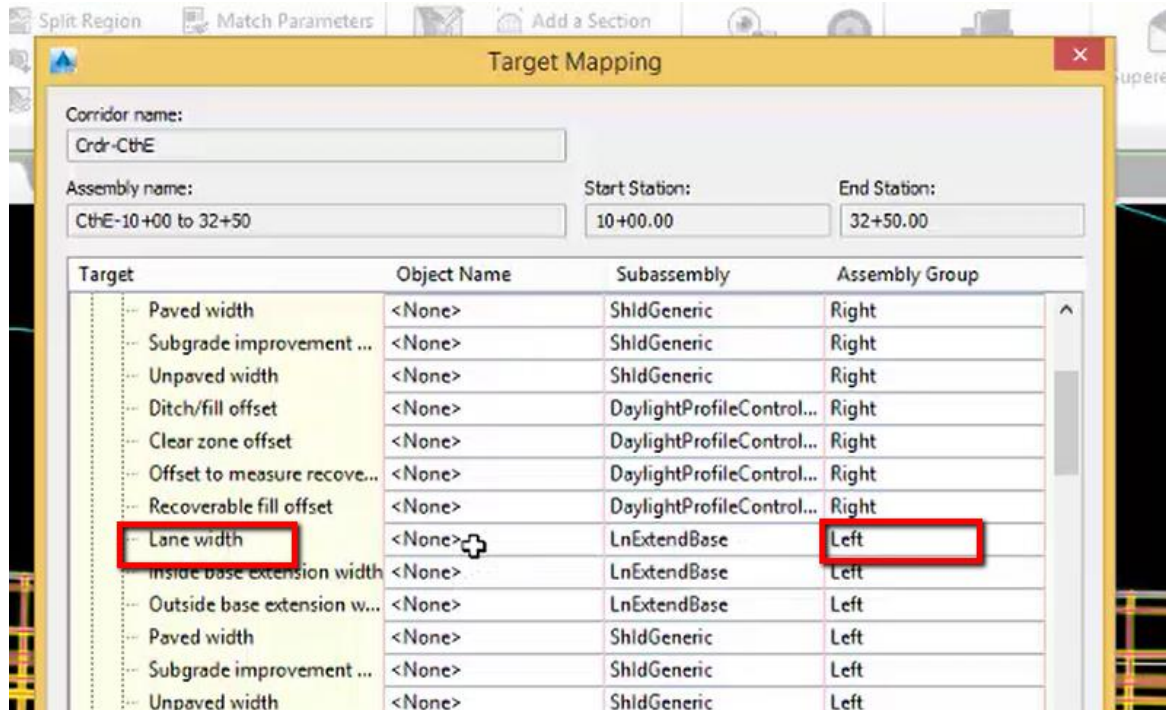 Split Region Match Parameters Add a Section
Target Mapping
Corridor name:
Crdr-CthE
Assembly name: Start Station: End Station:
CthE-10+00 to 32+50 10+00.00 32+50.00
Target Object Name Subassembly Assembly Group
Paved width <None> ShldGeneric Right
Subgrade improvement ... <None> ShldGeneric Right
Unpaved width <None> ShldGeneric Right
Ditch/fill offset <None> DaylightProfileControl... Right
Clear zone offset <None> DaylightProfileControl... Right
Offset to measure recove... <None> DaylightProfileControl... Right
Recoverable fill offset <None> DaylightProfileControl... Right
Lane width <None> LnExtendBase Left
Inside base extension width <None> LnExtendBase Left
Outside base extension w... <None> LnExtendBase Left
Paved width <None> ShldGeneric Left
Subgrade improvement ... <None> ShldGeneric Left
Unpaved width <None> ShldGeneric Left